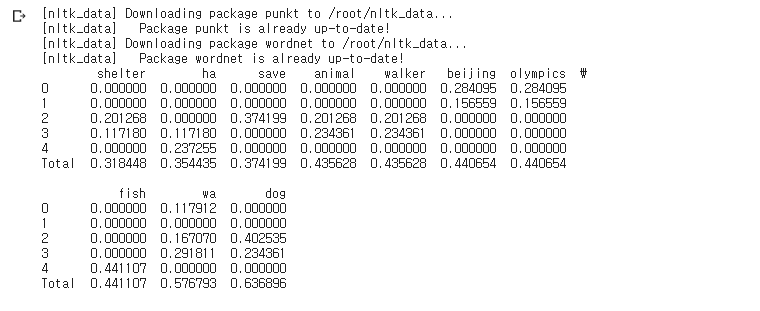 [nltk_data] Downloading package punkt to /root/nltk_data...
[nltk_data]   Package punkt is already up-to-date!
[nltk_data] Downloading package wordnet to /root/nltk_data...
[nltk_data]   Package wordnet is already up-to-date!
        shelter        ha      save    animal    walker   beijing  olympics  ₩
0      0.000000  0.000000  0.000000  0.000000  0.000000  0.284095  0.284095
1      0.000000  0.000000  0.000000  0.000000  0.000000  0.156559  0.156559
2      0.201268  0.000000  0.374199  0.201268  0.201268  0.000000  0.000000
3      0.117180  0.117180  0.000000  0.234361  0.234361  0.000000  0.000000
4      0.000000  0.237255  0.000000  0.000000  0.000000  0.000000  0.000000
Total  0.318448  0.354435  0.374199  0.435628  0.435628  0.440654  0.440654
           fish        wa       dog
0      0.000000  0.117912  0.000000
1      0.000000  0.000000  0.000000
2      0.000000  0.167070  0.402535
3      0.000000  0.291811  0.234361
4      0.441107  0.000000  0.000000
Total  0.441107  0.576793  0.636896